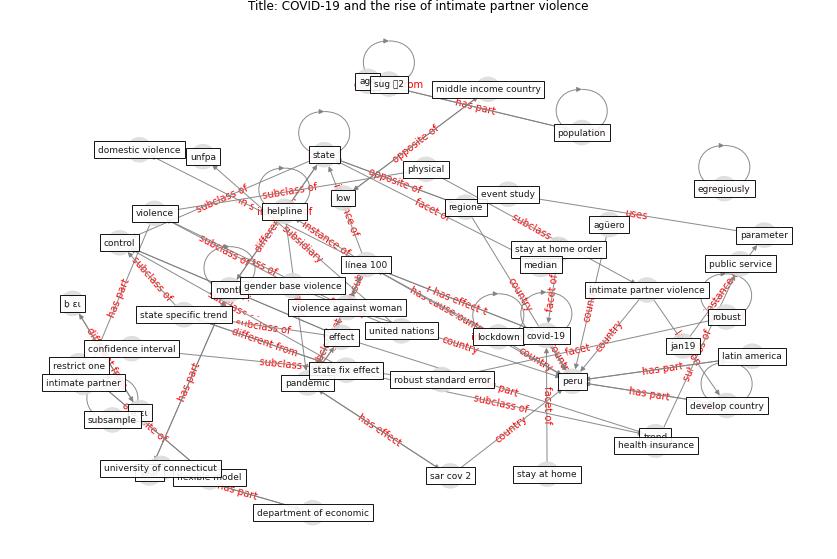 Title: COVID-19 and the rise of intimate partner violence
sug
om
middle income country
has part
population
opposite of
domestic violence
unfpa
state
physical
low
opposite of
event study
egregiously
subclass of
subclass of
facet of
regione
uses
violence
helpline
subclass
agüero
parameter
control
subsidiary
instance of
stay at home order
línea 100
median
public service
subclass of
gender base violence
country
facet of
intimate partner violence
has part
b ει
state specific trend
violence against woman
has cause
has effect
robust
subclass of
united nations
lockdown
covid-19
country
confidence interval
different from
effect
country
country
facet
jan19
restrict one
subclass
state fix effect
latin america
intimate partner
pandemic
robust standard error
peru
has part
has part
part
has part
develop country
subsample
ει
subclass of
facet of
has effect
country
trend
health insurance
university of connecticut
flexible model
sar cov 2
stay at home
has part
department of economic